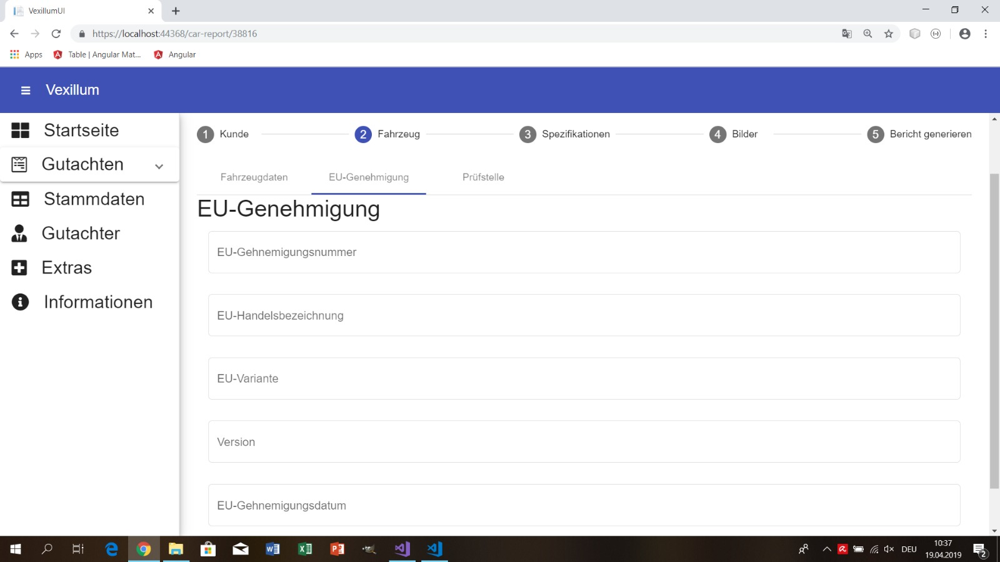 VexillumUI
https://localhost:44368/car-report/38816
Apps
Table | Angular Mat...
Angular
Vexillum
Startseite
Gutachten
Stammdaten
Gutachter
Extras
Informationen
1 Kunde
2 Fahrzeug
3 Spezifikationen
4 Bilder
5 Bericht generieren
Fahrzeugdaten
EU-Genehmigung
Prüfstelle
EU-Genehmigung
EU-Gehnemigungsnummer
EU-Handelsbezeichnung
EU-Variante
Version
EU-Gehnemigungsdatum
DEU
10:37
19.04.2019
2